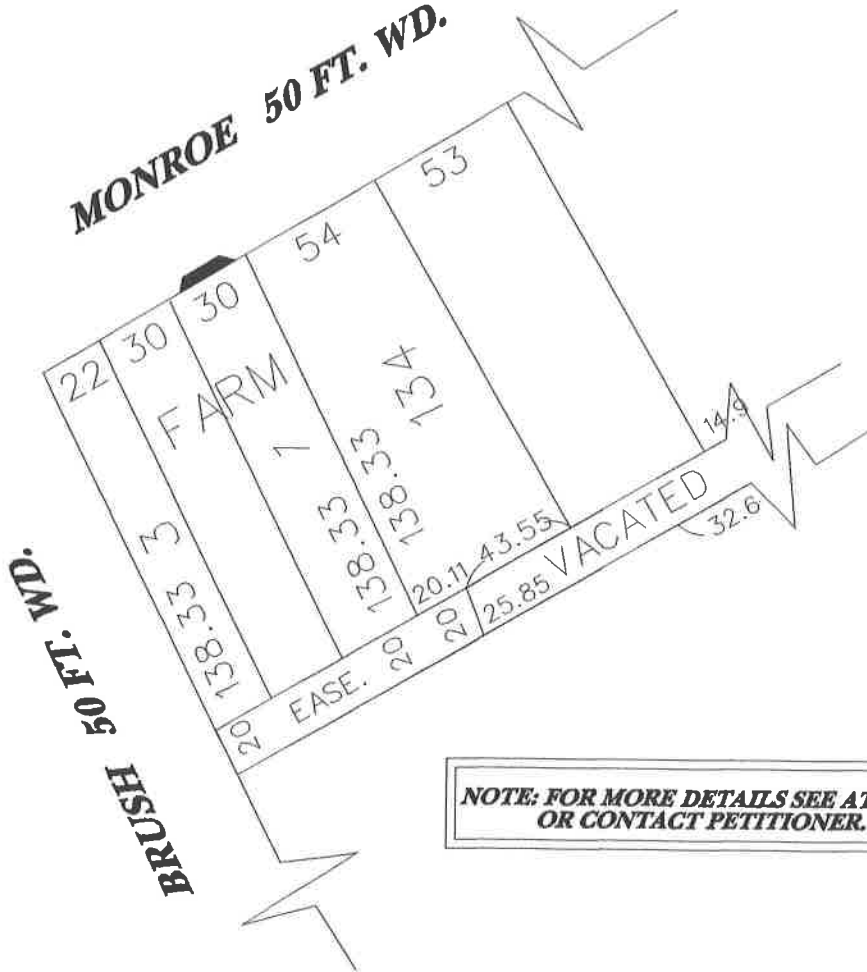 MONROE 50 FT. WD.
53
54
30
30
22
FARM
134
1
138.33
138.33
138.33 3
14.9
43.55
20.11
VACATED
32.6
25.85
20
20
EASE.
20
BRUSH 50 FT. WD.
NOTE: FOR MORE DETAILS SEE AT
OR CONTACT PETITIONER.